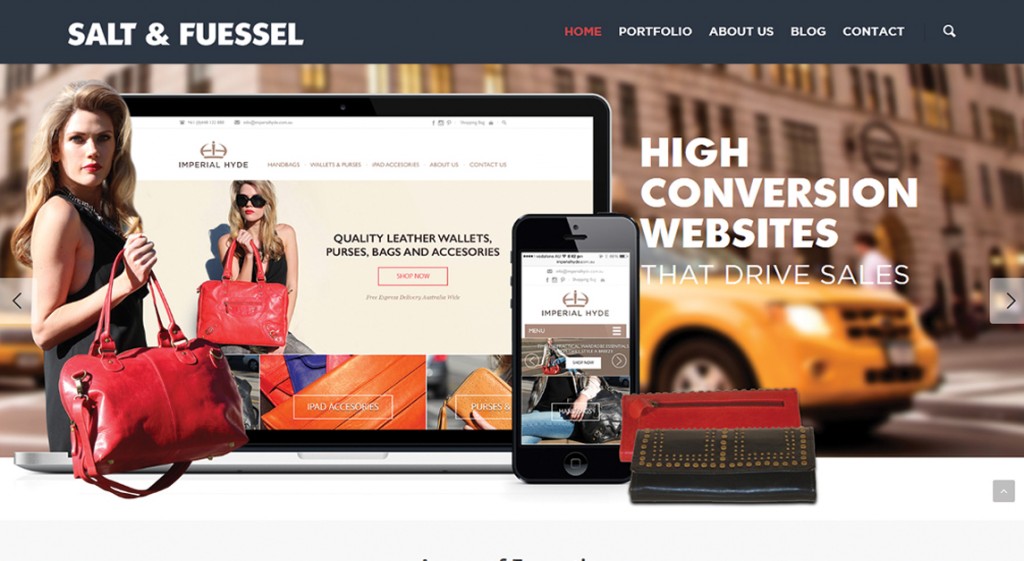 SALT & FUESSEL
HOME PORTFOLIO ABOUT US BLOG CONTACT
IMPERIAL HYDE
HANDBAGS WALLETS & PURSES IPAD ACCESORIES ABOUT US CONTACT US
Shopping Bag
QUALITY LEATHER WALLETS,
PURSES, BAGS AND ACCESORIES
SHOP NOW
Free Express Delivery Australia Wide
IPAD ACCESORIES
PURSES &
IMPERIAL HYDE
MENU
SHOP NOW
HIGH
CONVERSION
WEBSITES
THAT DRIVE SALES